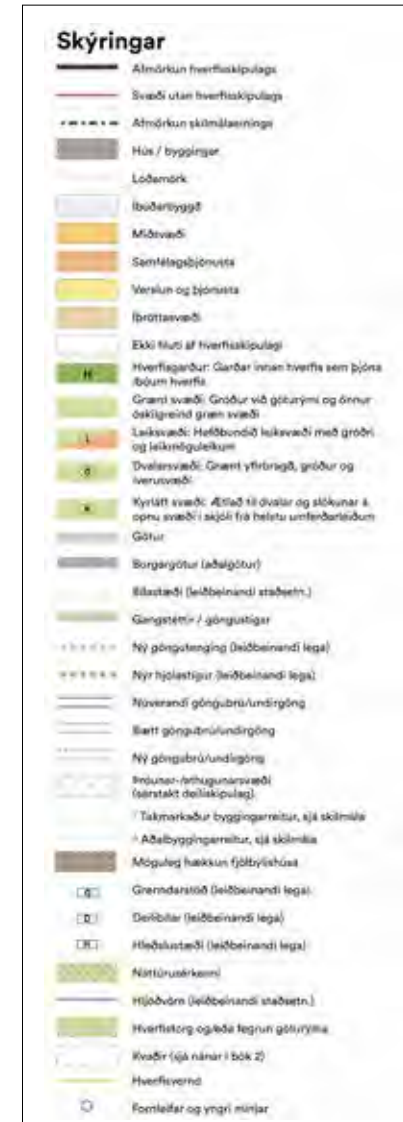 Skýringar
Afmörkun hverfisskipulags
Svæði utan hverfisskipulags
Afmörkun skilmálaeininga
Hús / byggingar
Lóðamörk
Íbúðarbyggð
Miðsvæði
Samfélagsþjónusta
Verslun og þjónusta
Íþróttasvæði
Ekki hluti af hverfisskipulagi
H
Hverfisgarður: Garðar innan hverfis sem þjóna
íbúum hverfis
Grænt svæði: Gróður við göturými og önnur
óskilgreind græn svæði
L
Leiksvæði: Hefðbundið leiksvæði með gróðri
og leikmöguleikum
d
Dvalarsvæði: Grænt yfirbragð, gróður og
íverusvæði
K
Kyrlátt svæði: Ætlað til dvalar og slökunar á
opnu svæði í skjóli frá helstu umferðarleiðum
Götur
Borgargötur (aðalgötur)
Bílastæði (leiðbeinandi staðsetn.)
Gangstéttir / göngustígar
Ný göngutenging (leiðbeinandi lega)
Nýr hjólastígur (leiðbeinandi lega)
Núverandi göngubrú/undirgöng
Bætt göngubrú/undirgöng
Ný göngubrú/undirgöng
Þróunar-/athugunarsvæði
(sérstakt deiliskipulag)
Takmarkaður byggingarreitur, sjá skilmála
Aðalbyggingarreitur, sjá skilmála
Möguleg hækkun fjölbýlishúsa
G
Grenndarstöð (leiðbeinandi lega)
D
Deilibílar (leiðbeinandi lega)
H
Hleðslustæði (leiðbeinandi lega)
Náttúrusérkenni
Hljóðvörn (leiðbeinandi staðsetn.)
Hverfistorg og/eða fegrun göturýma
Kvaðir (sjá nánar í bók 2)
Hverfisvernd
Fornleifar og yngri minjar